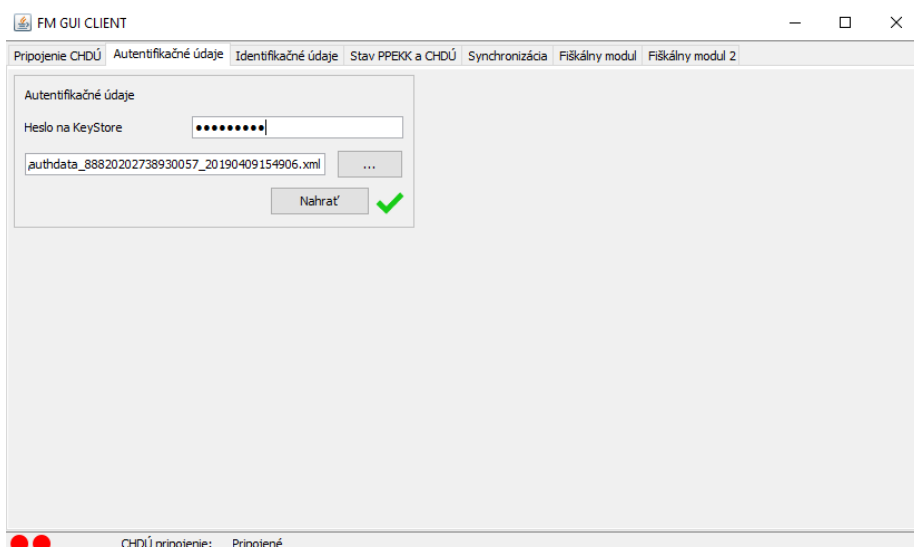 FM GUI CLIENT
Pripojenie CHDÚ Autentifikačné údaje Identifikačné údaje Stav PPEKK a CHDÚ Synchronizácia Fiškálny modul Fiškálny modul 2
Autentifikačné údaje
Heslo na KeyStore ●●●●●●●●●
authdata_88820202738930057_20190409154906.xml ...
Nahrať
CHDÚ pripojenie: Pripojené